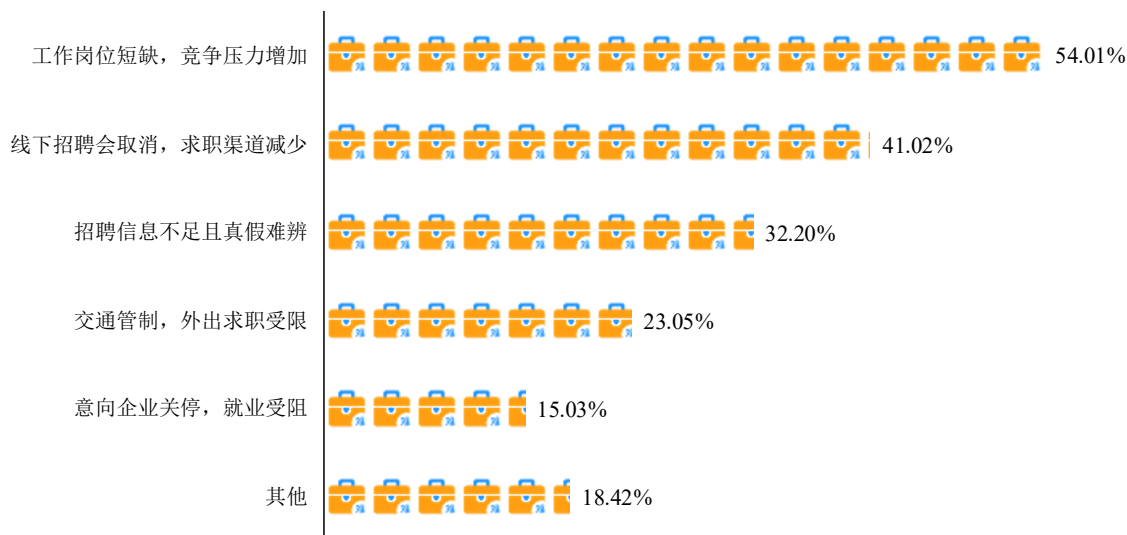 工作岗位短缺，竞争压力增加 54.01%
线下招聘会取消，求职渠道减少 41.02%
招聘信息不足且真假难辨 32.20%
交通管制，外出求职受限 23.05%
意向企业关停，就业受阻 15.03%
其他 18.42%